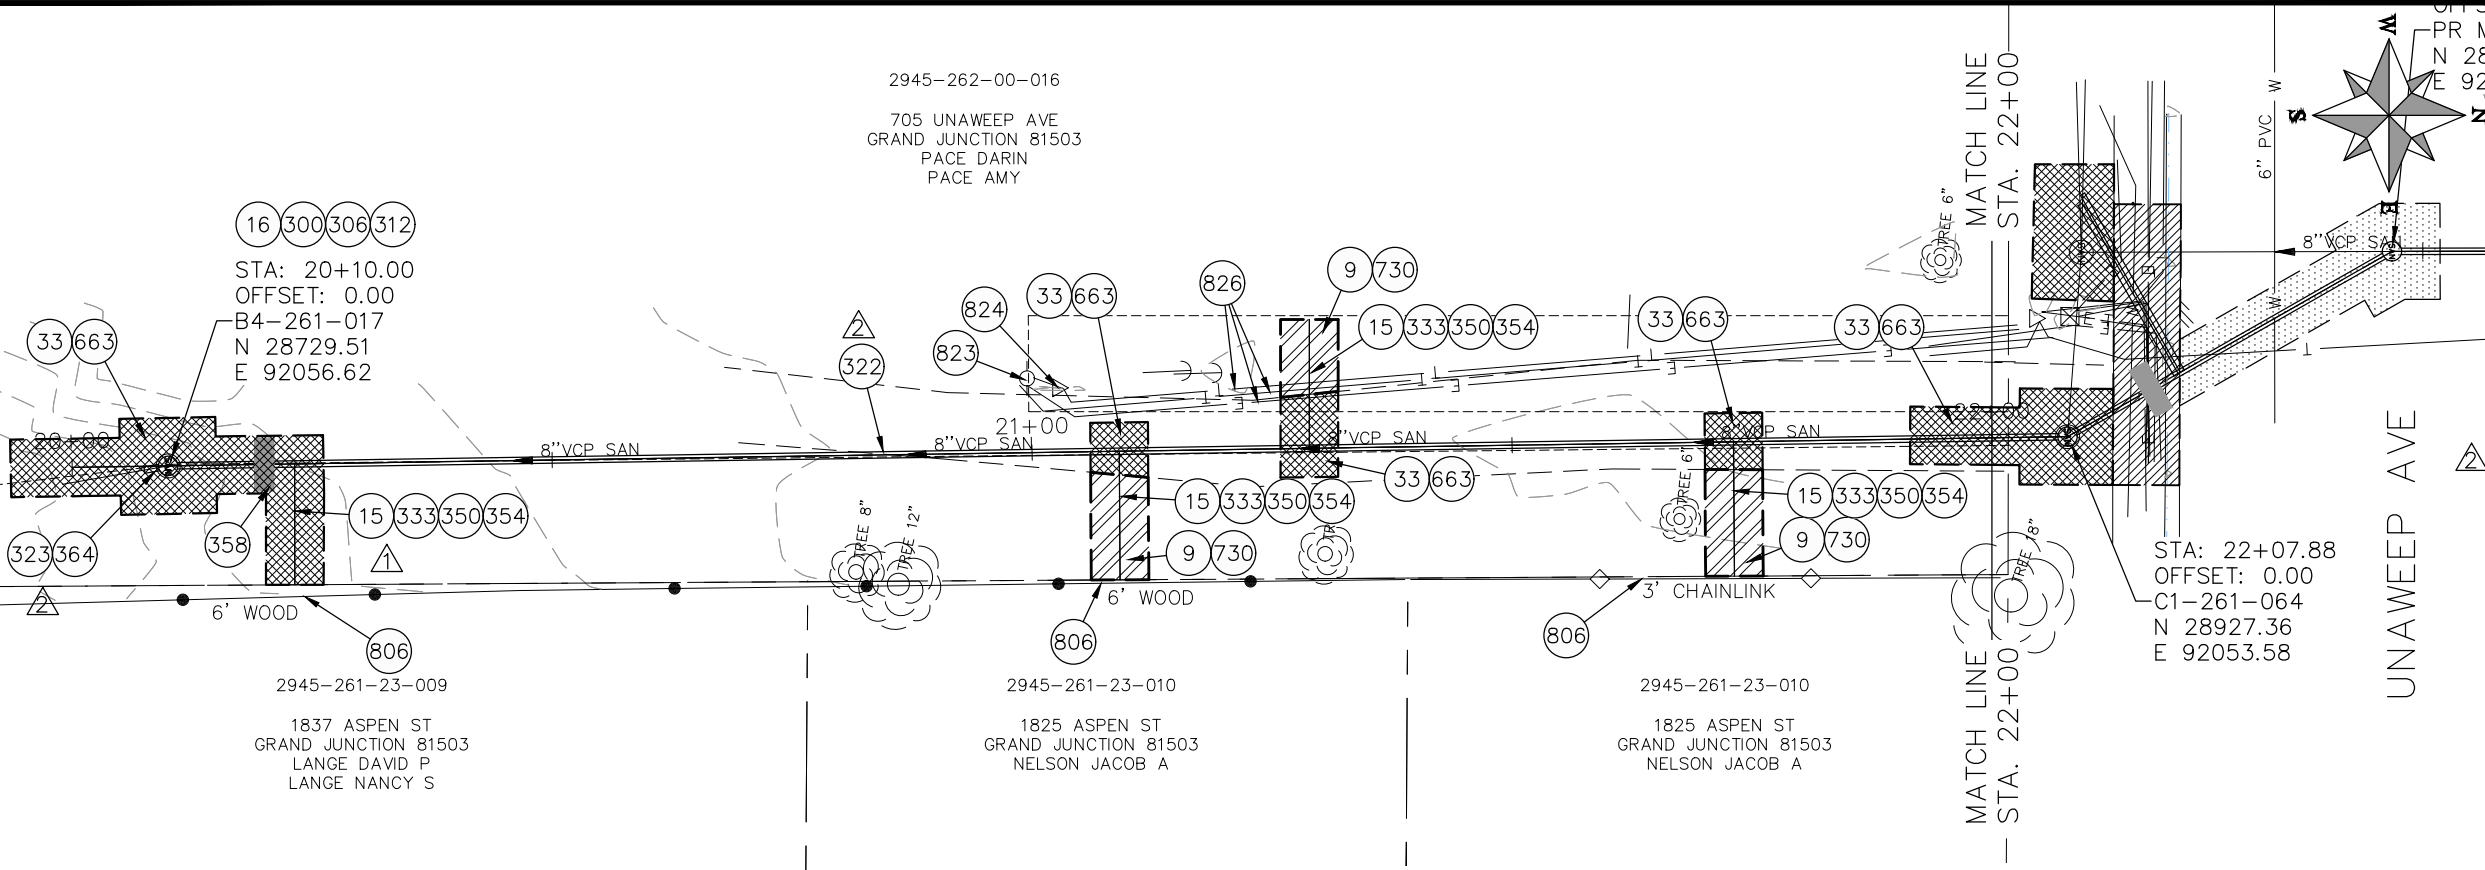 2945-262-00-016
705 UNAWEEP AVE
GRAND JUNCTION 81503
PACE DARIN
PACE AMY
MATCH LINE
STA. 22+00
6" PVC
W
W
PR
N 28
E 92
W
S
N
E
16 300 306 312
STA: 20+10.00
OFFSET: 0.00
B4-261-017
N 28729.51
E 92056.62
33 663
20+00
323 364
358
15 333 350 354
1
2
6' WOOD
806
8"VCP SAN
2
322
823
824
33 663
826
9 730
15 333 350 354
21+00
8"VCP SAN
8"VCP SAN
33 663
15 333 350 354
9 730
TREE 8"
TREE 12"
6' WOOD
806
33 663
33 663
TREE 6"
8"VCP SAN
TREE 6"
15 333 350 354
9 730
3' CHAINLINK
806
TREE 18"
8"VCP SAN
T
E
UNAWEEP AVE
2
STA: 22+07.88
OFFSET: 0.00
C1-261-064
N 28927.36
E 92053.58
MATCH LINE
STA. 22+00
2945-261-23-009
1837 ASPEN ST
GRAND JUNCTION 81503
LANGE DAVID P
LANGE NANCY S
2945-261-23-010
1825 ASPEN ST
GRAND JUNCTION 81503
NELSON JACOB A
2945-261-23-010
1825 ASPEN ST
GRAND JUNCTION 81503
NELSON JACOB A